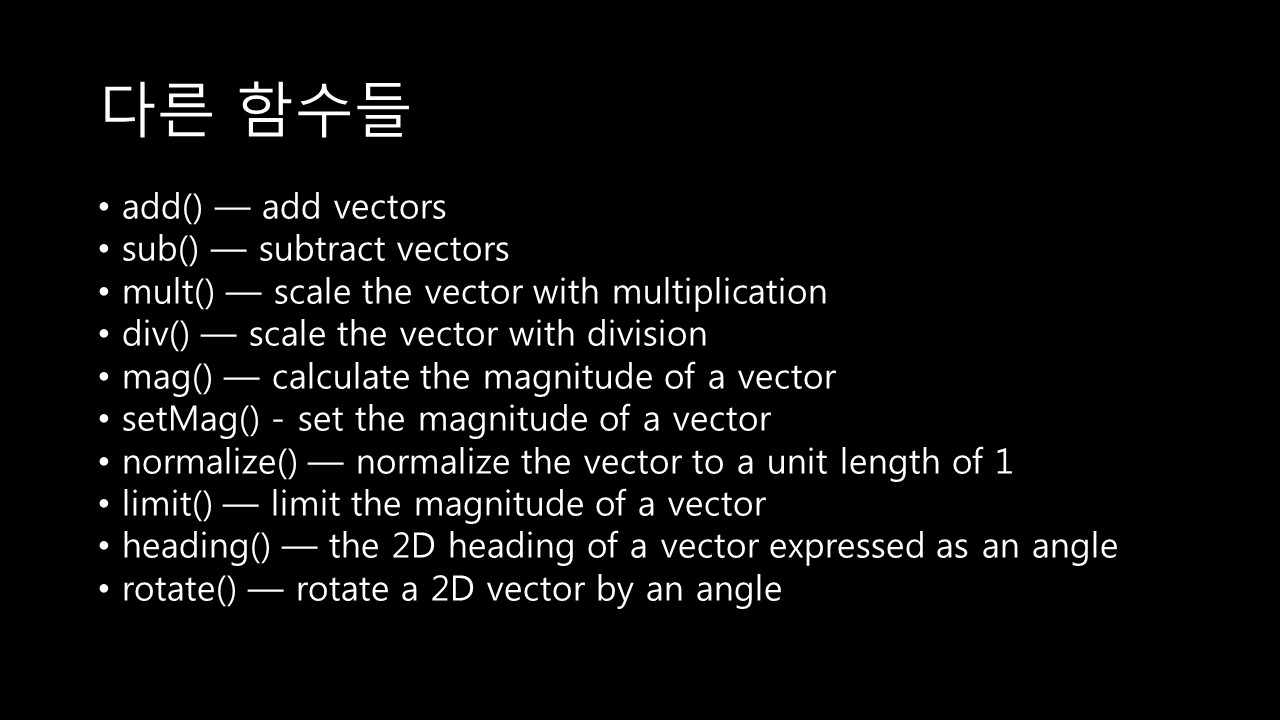 다른 함수들
• add() — add vectors
• sub() — subtract vectors
• mult() — scale the vector with multiplication
• div() — scale the vector with division
• mag() — calculate the magnitude of a vector
• setMag() - set the magnitude of a vector
• normalize() — normalize the vector to a unit length of 1
• limit() — limit the magnitude of a vector
• heading() — the 2D heading of a vector expressed as an angle
• rotate() — rotate a 2D vector by an angle